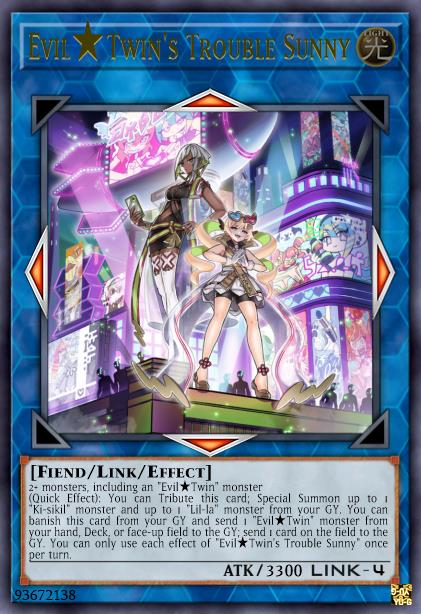 Evil★Twin's Trouble Sunny
LIGHT
光
[Fiend/Link/Effect]
2+ monsters, including an "Evil★Twin" monster
(Quick Effect): You can Tribute this card; Special Summon up to 1
"Ki-sikil" monster and up to 1 "Lil-la" monster from your GY. You can
banish this card from your GY and send 1 "Evil★Twin" monster from
your hand, Deck, or face-up field to the GY; send 1 card on the field to
the GY. You can only use each effect of "Evil★Twin's Trouble Sunny" once
per turn.
ATK/3300 LINK-4
93672138